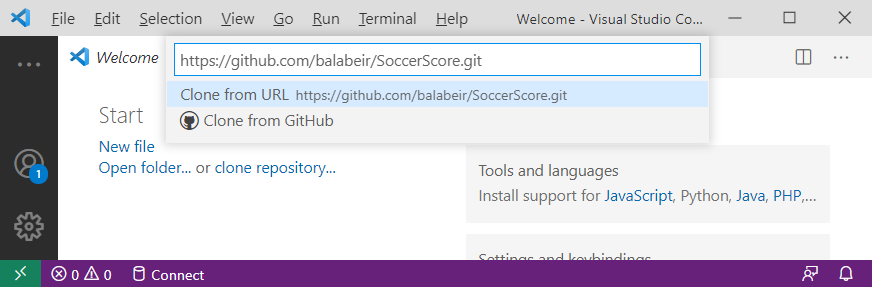 File Edit Selection View Go Run Terminal Help Welcome - Visual Studio Co...
Welcome
https://github.com/balabeir/SoccerScore.git
Clone from URL https://github.com/balabeir/SoccerScore.git
Clone from GitHub
Start
New file
Open folder... or clone repository...
Tools and languages
Install support for JavaScript, Python, Java, PHP,...
Settings and keybindings
1
0 0 Connect